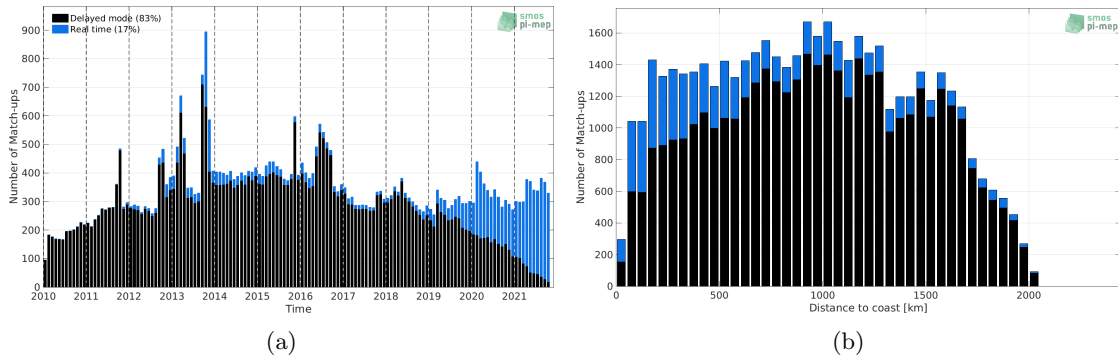 Delayed mode (83%)
Real time (17%)
smos
pi-mep
Number of Match-ups
900
800
700
600
500
400
300
200
100
0
2010 2011 2012 2013 2014 2015 2016 2017 2018 2019 2020 2021
Time
(a)
smos
pi-mep
Number of Match-ups
1600
1400
1200
1000
800
600
400
200
0
0 500 1000 1500 2000
Distance to coast [km]
(b)